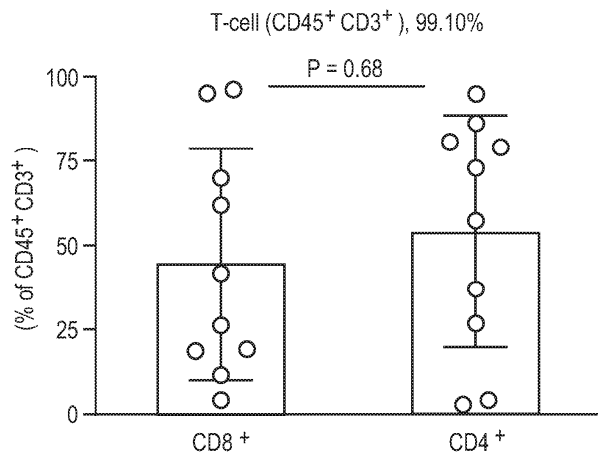 T-cell (CD45⁺ CD3⁺), 99.10%
P = 0.68
(% of CD45⁺CD3⁺)
100
75
50
25
0
CD8⁺
CD4⁺